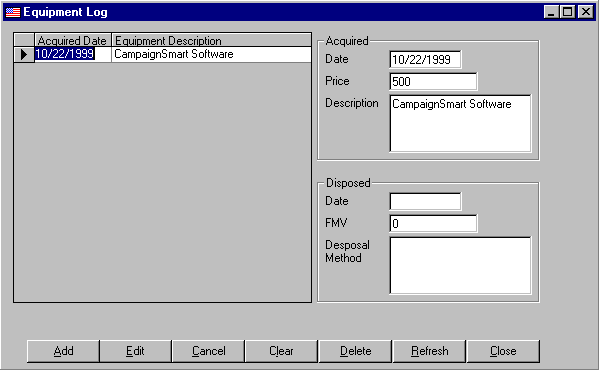 Equipment Log
Acquired Date Equipment Description
10/22/1999 CampaignSmart Software
Acquired
Date 10/22/1999
Price 500
Description CampaignSmart Software
Disposed
Date
FMV 0
Desposal
Method
Add Edit Cancel Clear Delete Refresh Close